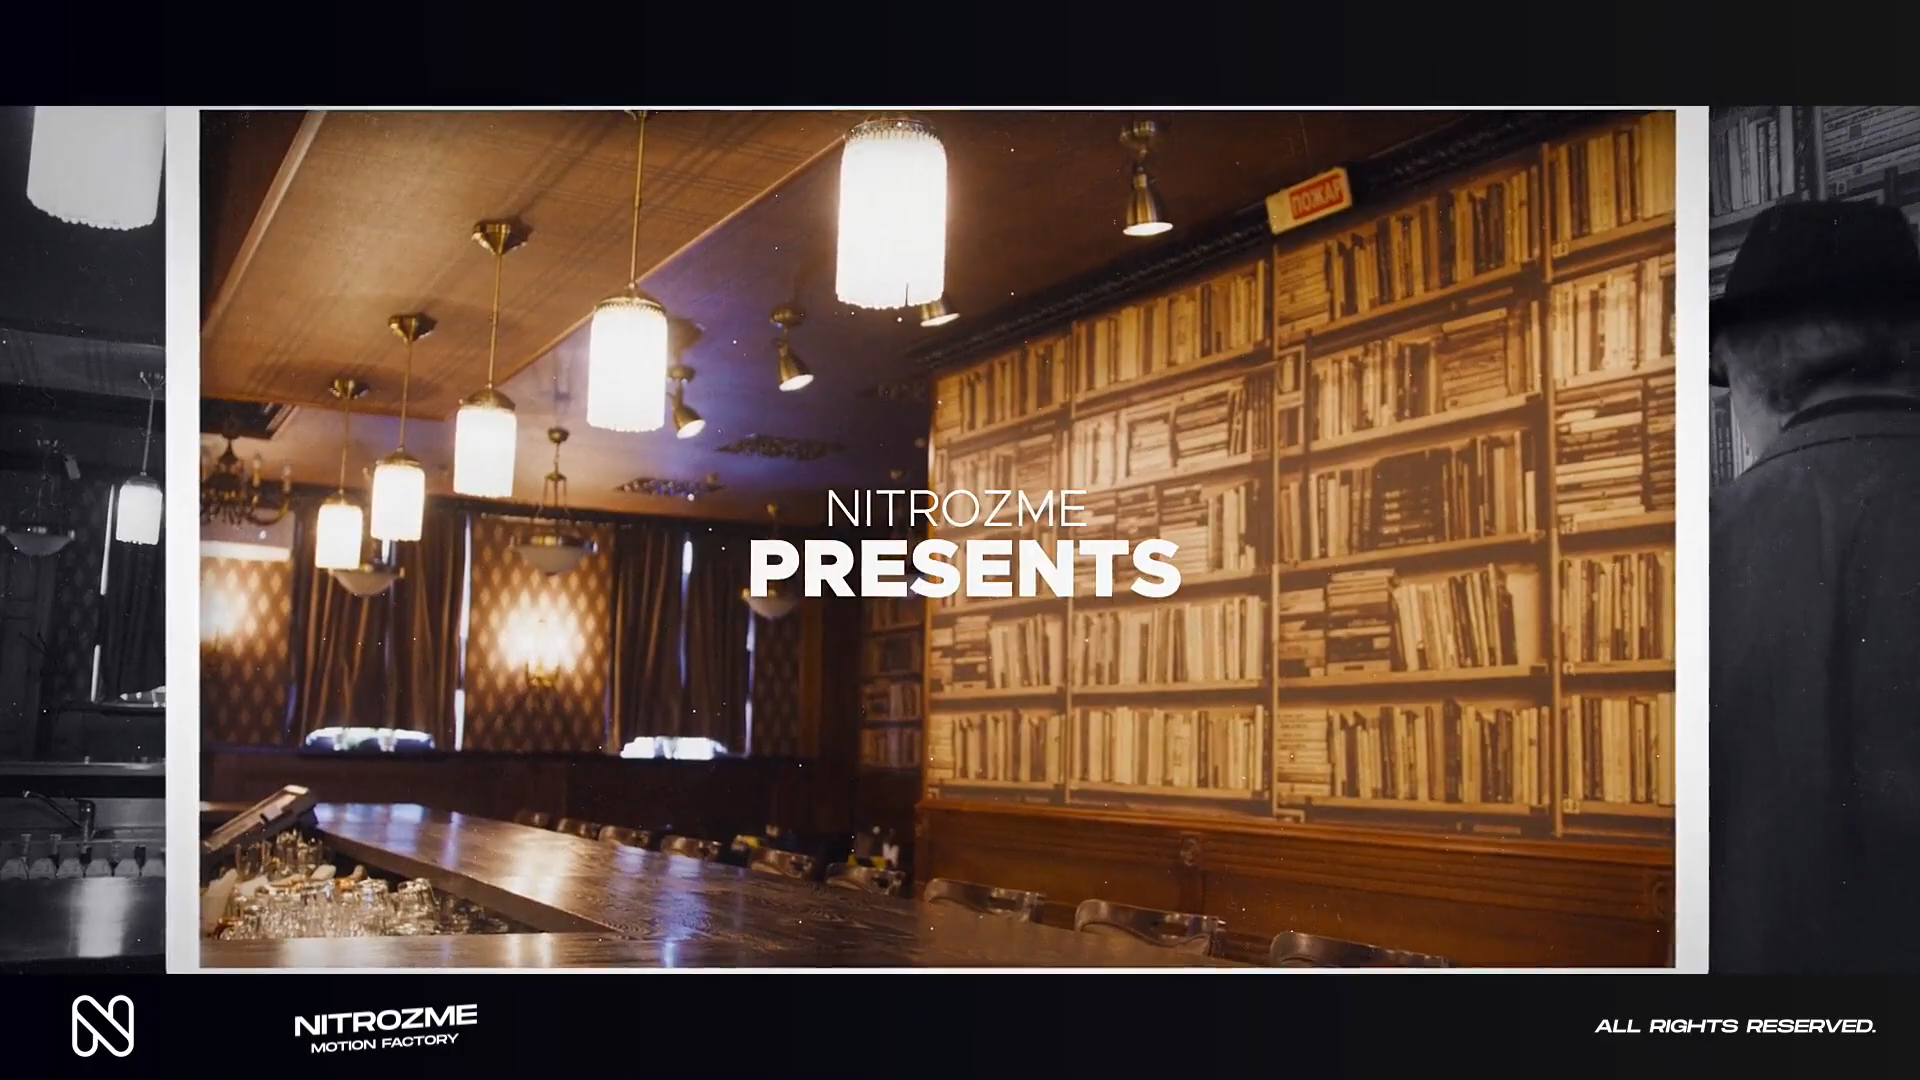 ПОЖАР
NITROZME
PRESENTS
NITROZME
MOTION FACTORY
ALL RIGHTS RESERVED.